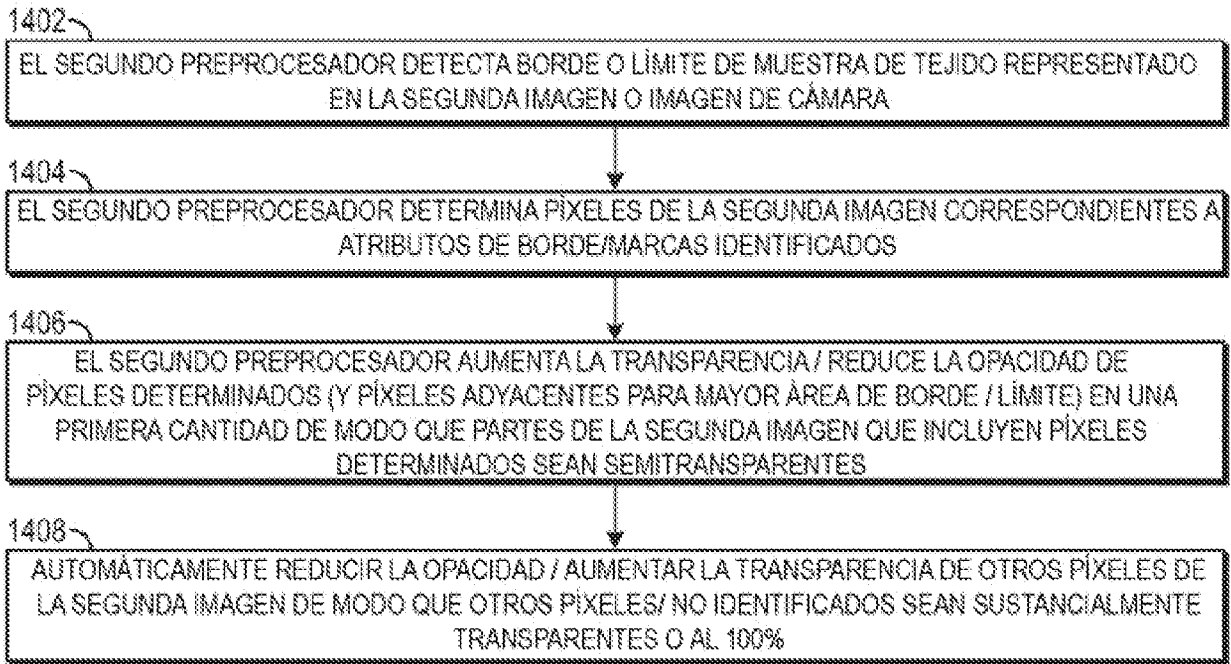 1402
EL SEGUNDO PREPROCESADOR DETECTA BORDE O LÍMITE DE MUESTRA DE TEJIDO REPRESENTADO
EN LA SEGUNDA IMAGEN O IMAGEN DE CÁMARA
1404
EL SEGUNDO PREPROCESADOR DETERMINA PÍXELES DE LA SEGUNDA IMAGEN CORRESPONDIENTES A
ATRIBUTOS DE BORDE/MARCAS IDENTIFICADOS
1406
EL SEGUNDO PREPROCESADOR AUMENTA LA TRANSPARENCIA / REDUCE LA OPACIDAD DE
PÍXELES DETERMINADOS (Y PÍXELES ADYACENTES PARA MAYOR ÁREA DE BORDE / LÍMITE) EN UNA
PRIMERA CANTIDAD DE MODO QUE PARTES DE LA SEGUNDA IMAGEN QUE INCLUYEN PÍXELES
DETERMINADOS SEAN SEMITRANSPARENTES
1408
AUTOMÁTICAMENTE REDUCIR LA OPACIDAD / AUMENTAR LA TRANSPARENCIA DE OTROS PÍXELES DE
LA SEGUNDA IMAGEN DE MODO QUE OTROS PÍXELES/ NO IDENTIFICADOS SEAN SUSTANCIALMENTE
TRANSPARENTES O AL 100%